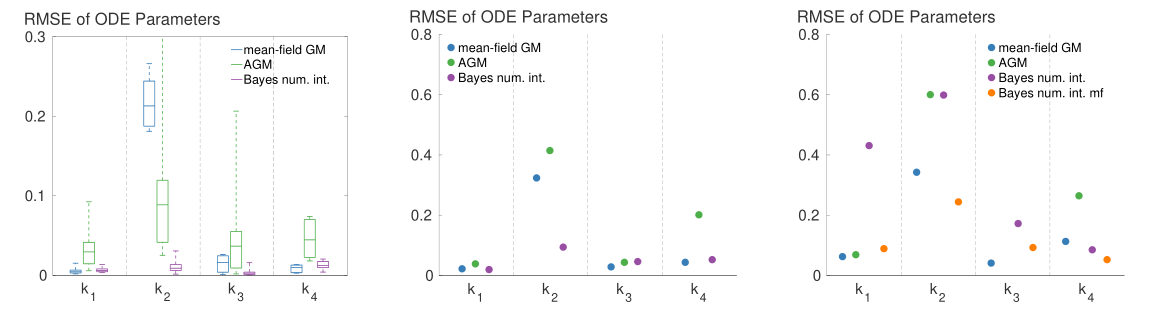 RMSE of ODE Parameters
0.3
0.2
0.1
0
mean-field GM
AGM
Bayes num. int.
k1 k2 k3 k4
RMSE of ODE Parameters
0.8
0.6
0.4
0.2
0
mean-field GM
AGM
Bayes num. int.
k1 k2 k3 k4
RMSE of ODE Parameters
0.8
0.6
0.4
0.2
0
mean-field GM
AGM
Bayes num. int.
Bayes num. int. mf
k1 k2 k3 k4